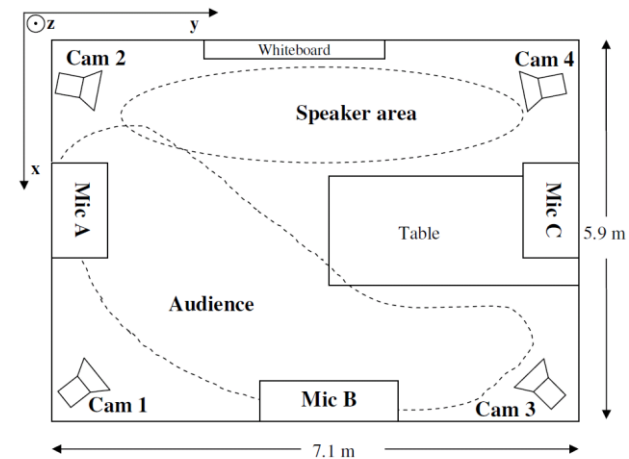 z
y
Whiteboard
Cam 2
Cam 4
Speaker area
x
Mic A
Mic C
Table
5.9 m
Audience
Mic B
Cam 1
Cam 3
7.1 m